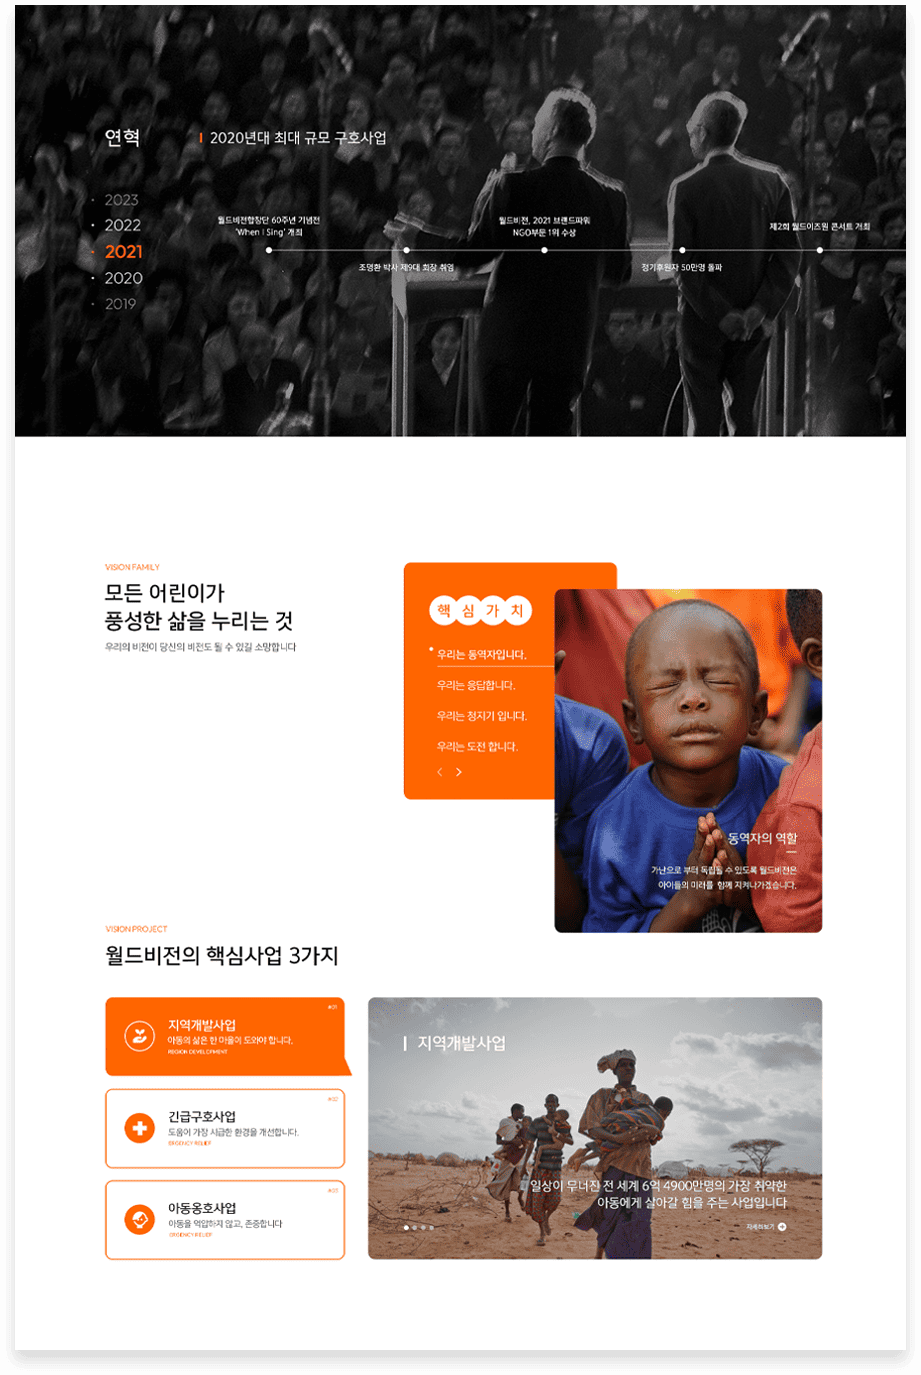 연혁
2020년대 최대 규모 구호사업
2023
2022
2021
2020
2019
월드비전합창단 60주년 기념전
'When I Sing' 개최
조명환 박사 제9대 회장 취임
월드비전, 2021 브랜드파워
NGO부문 1위 수상
정기후원자 50만명 돌파
제2회 월드이즈원 콘서트 개최
VISION FAMILY
모든 어린이가
풍성한 삶을 누리는 것
우리의 비전이 당신의 비전도 될 수 있길 소망합니다
핵심가치
우리는 동역자입니다.
우리는 응답합니다.
우리는 청지기 입니다.
우리는 도전 합니다.
동역자의 역할
가난으로 부터 독립될 수 있도록 월드비전은
아이들의 미래를 함께 지켜나가겠습니다.
VISION PROJECT
월드비전의 핵심사업 3가지
#01
지역개발사업
아동의 삶은 한 마을이 도와야 합니다.
REGION DEVELOPMENT
#02
긴급구호사업
도움이 가장 시급한 환경을 개선합니다.
ERGENCY RELIEF
#03
아동옹호사업
아동을 억압하지 않고, 존중합니다
ERGENCY RELIEF
지역개발사업
일상이 무너진 전 세계 6억 4900만명의 가장 취약한
아동에게 살아갈 힘을 주는 사업입니다
자세히보기